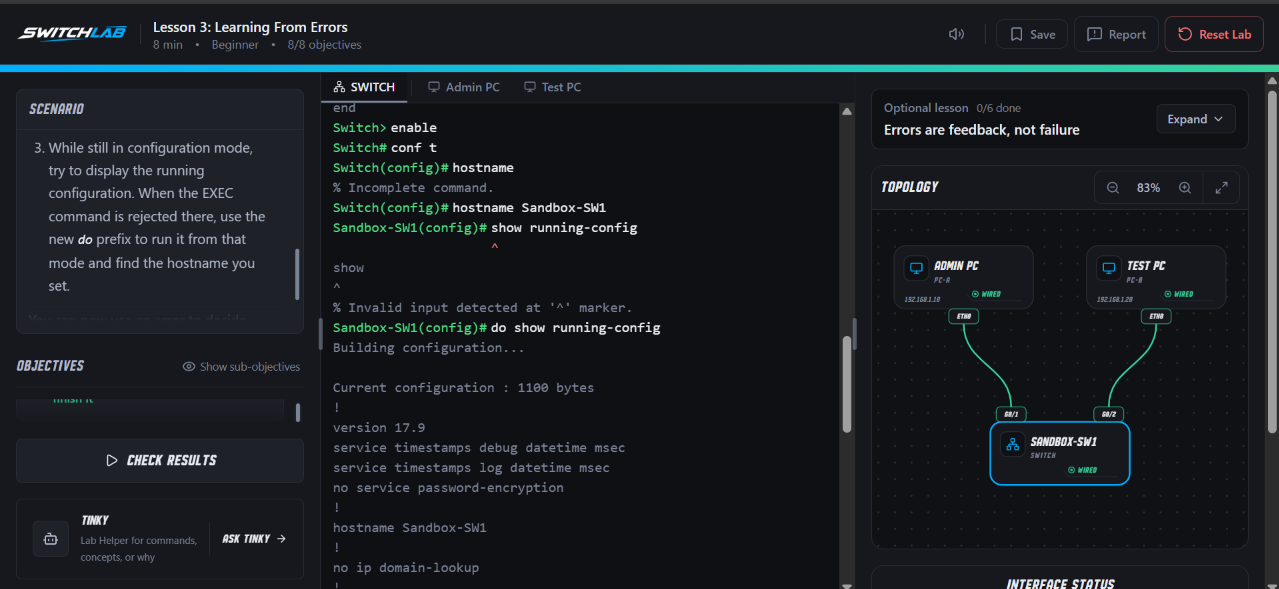 SWITCHLAB
Lesson 3: Learning From Errors
8 min • Beginner • 8/8 objectives
Save
Report
Reset Lab
SCENARIO
3. While still in configuration mode,
try to display the running
configuration. When the EXEC
command is rejected there, use the
new do prefix to run it from that
mode and find the hostname you
set.
OBJECTIVES
Show sub-objectives
finish it
CHECK RESULTS
TINKY
Lab Helper for commands,
concepts, or why
ASK TINKY →
SWITCH
Admin PC
Test PC
end
Switch> enable
Switch# conf t
Switch(config)# hostname
% Incomplete command.
Switch(config)# hostname Sandbox-SW1
Sandbox-SW1(config)# show running-config
^
show
^
% Invalid input detected at '^' marker.
Sandbox-SW1(config)# do show running-config
Building configuration...
Current configuration : 1100 bytes
!
version 17.9
service timestamps debug datetime msec
service timestamps log datetime msec
no service password-encryption
!
hostname Sandbox-SW1
!
no ip domain-lookup
!
Optional lesson 0/6 done
Errors are feedback, not failure
Expand
TOPOLOGY
83%
ADMIN PC
PC-A
192.168.1.10
WIRED
ETH0
TEST PC
PC-B
192.168.1.20
WIRED
ETH0
G0/1
G0/2
SANDBOX-SW1
SWITCH
WIRED
INTERFACE STATUS